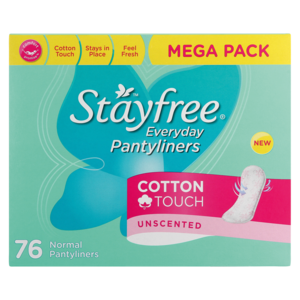 Cotton Touch
Stays in Place
Feel Fresh
MEGA PACK
Stayfree®
Everyday
Pantyliners
NEW
COTTON
TOUCH
UNSCENTED
76 Normal
Pantyliners